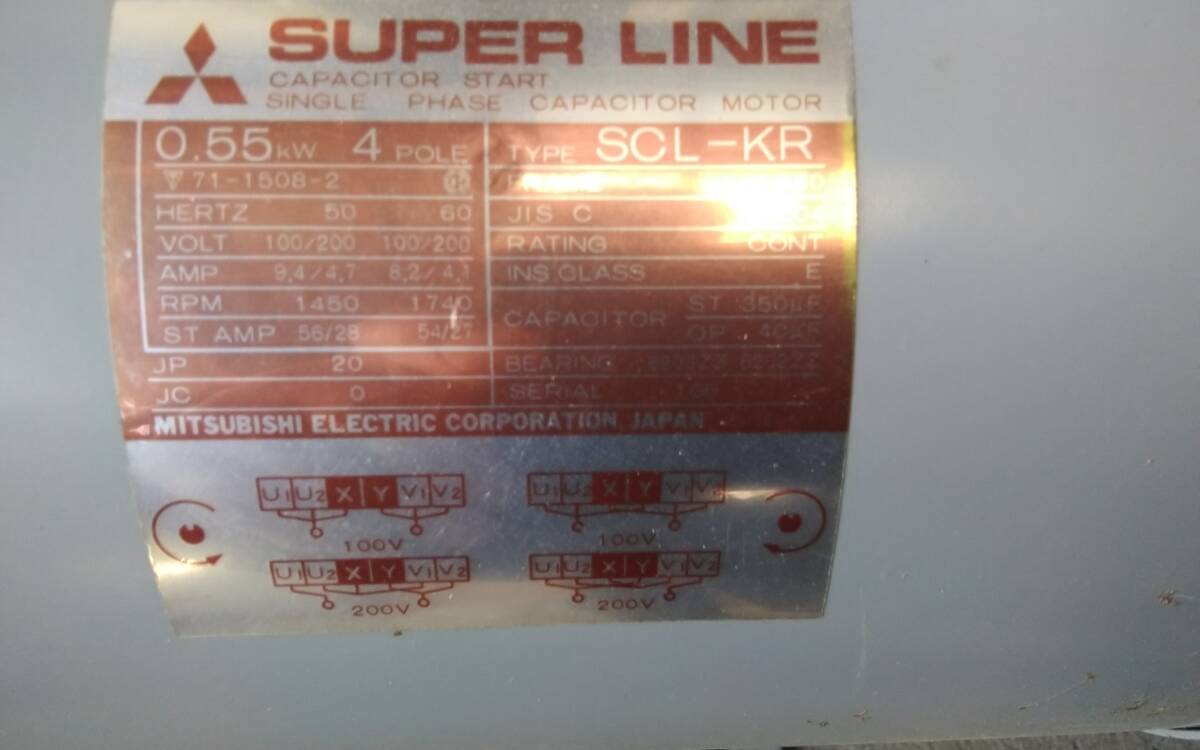 SUPER LINE
CAPACITOR START
SINGLE PHASE CAPACITOR MOTOR
0.55 kW 4 POLE
71-1508-2
HERTZ 50 60
VOLT 100/200 100/200
AMP 9,4/4,7 8,2/4,1
RPM 1450 1740
ST AMP 56/28 54/27
JP 20
JC 0
TYPE SCL-KR
FRAME
JIS C
RATING CONT
INS.CLASS E
CAPACITOR ST 350μF
OP
BEARING
SERIAL
MITSUBISHI ELECTRIC CORPORATION JAPAN
U1 U2 X Y V1 V2 U1 U2 X Y V1 V2
100V 100V
U1 U2 X Y V1 V2 U1 U2 X Y V1 V2
200V 200V